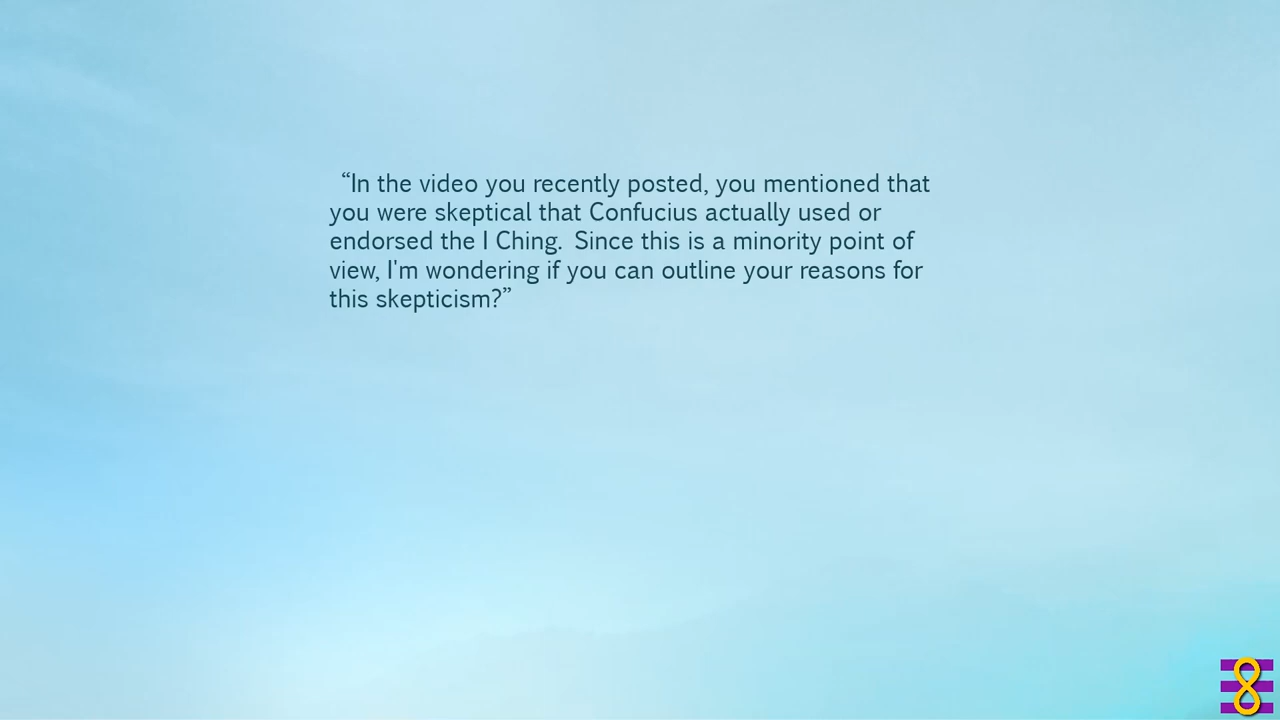 “In the video you recently posted, you mentioned that
you were skeptical that Confucius actually used or
endorsed the I Ching.  Since this is a minority point of
view, I'm wondering if you can outline your reasons for
this skepticism?”